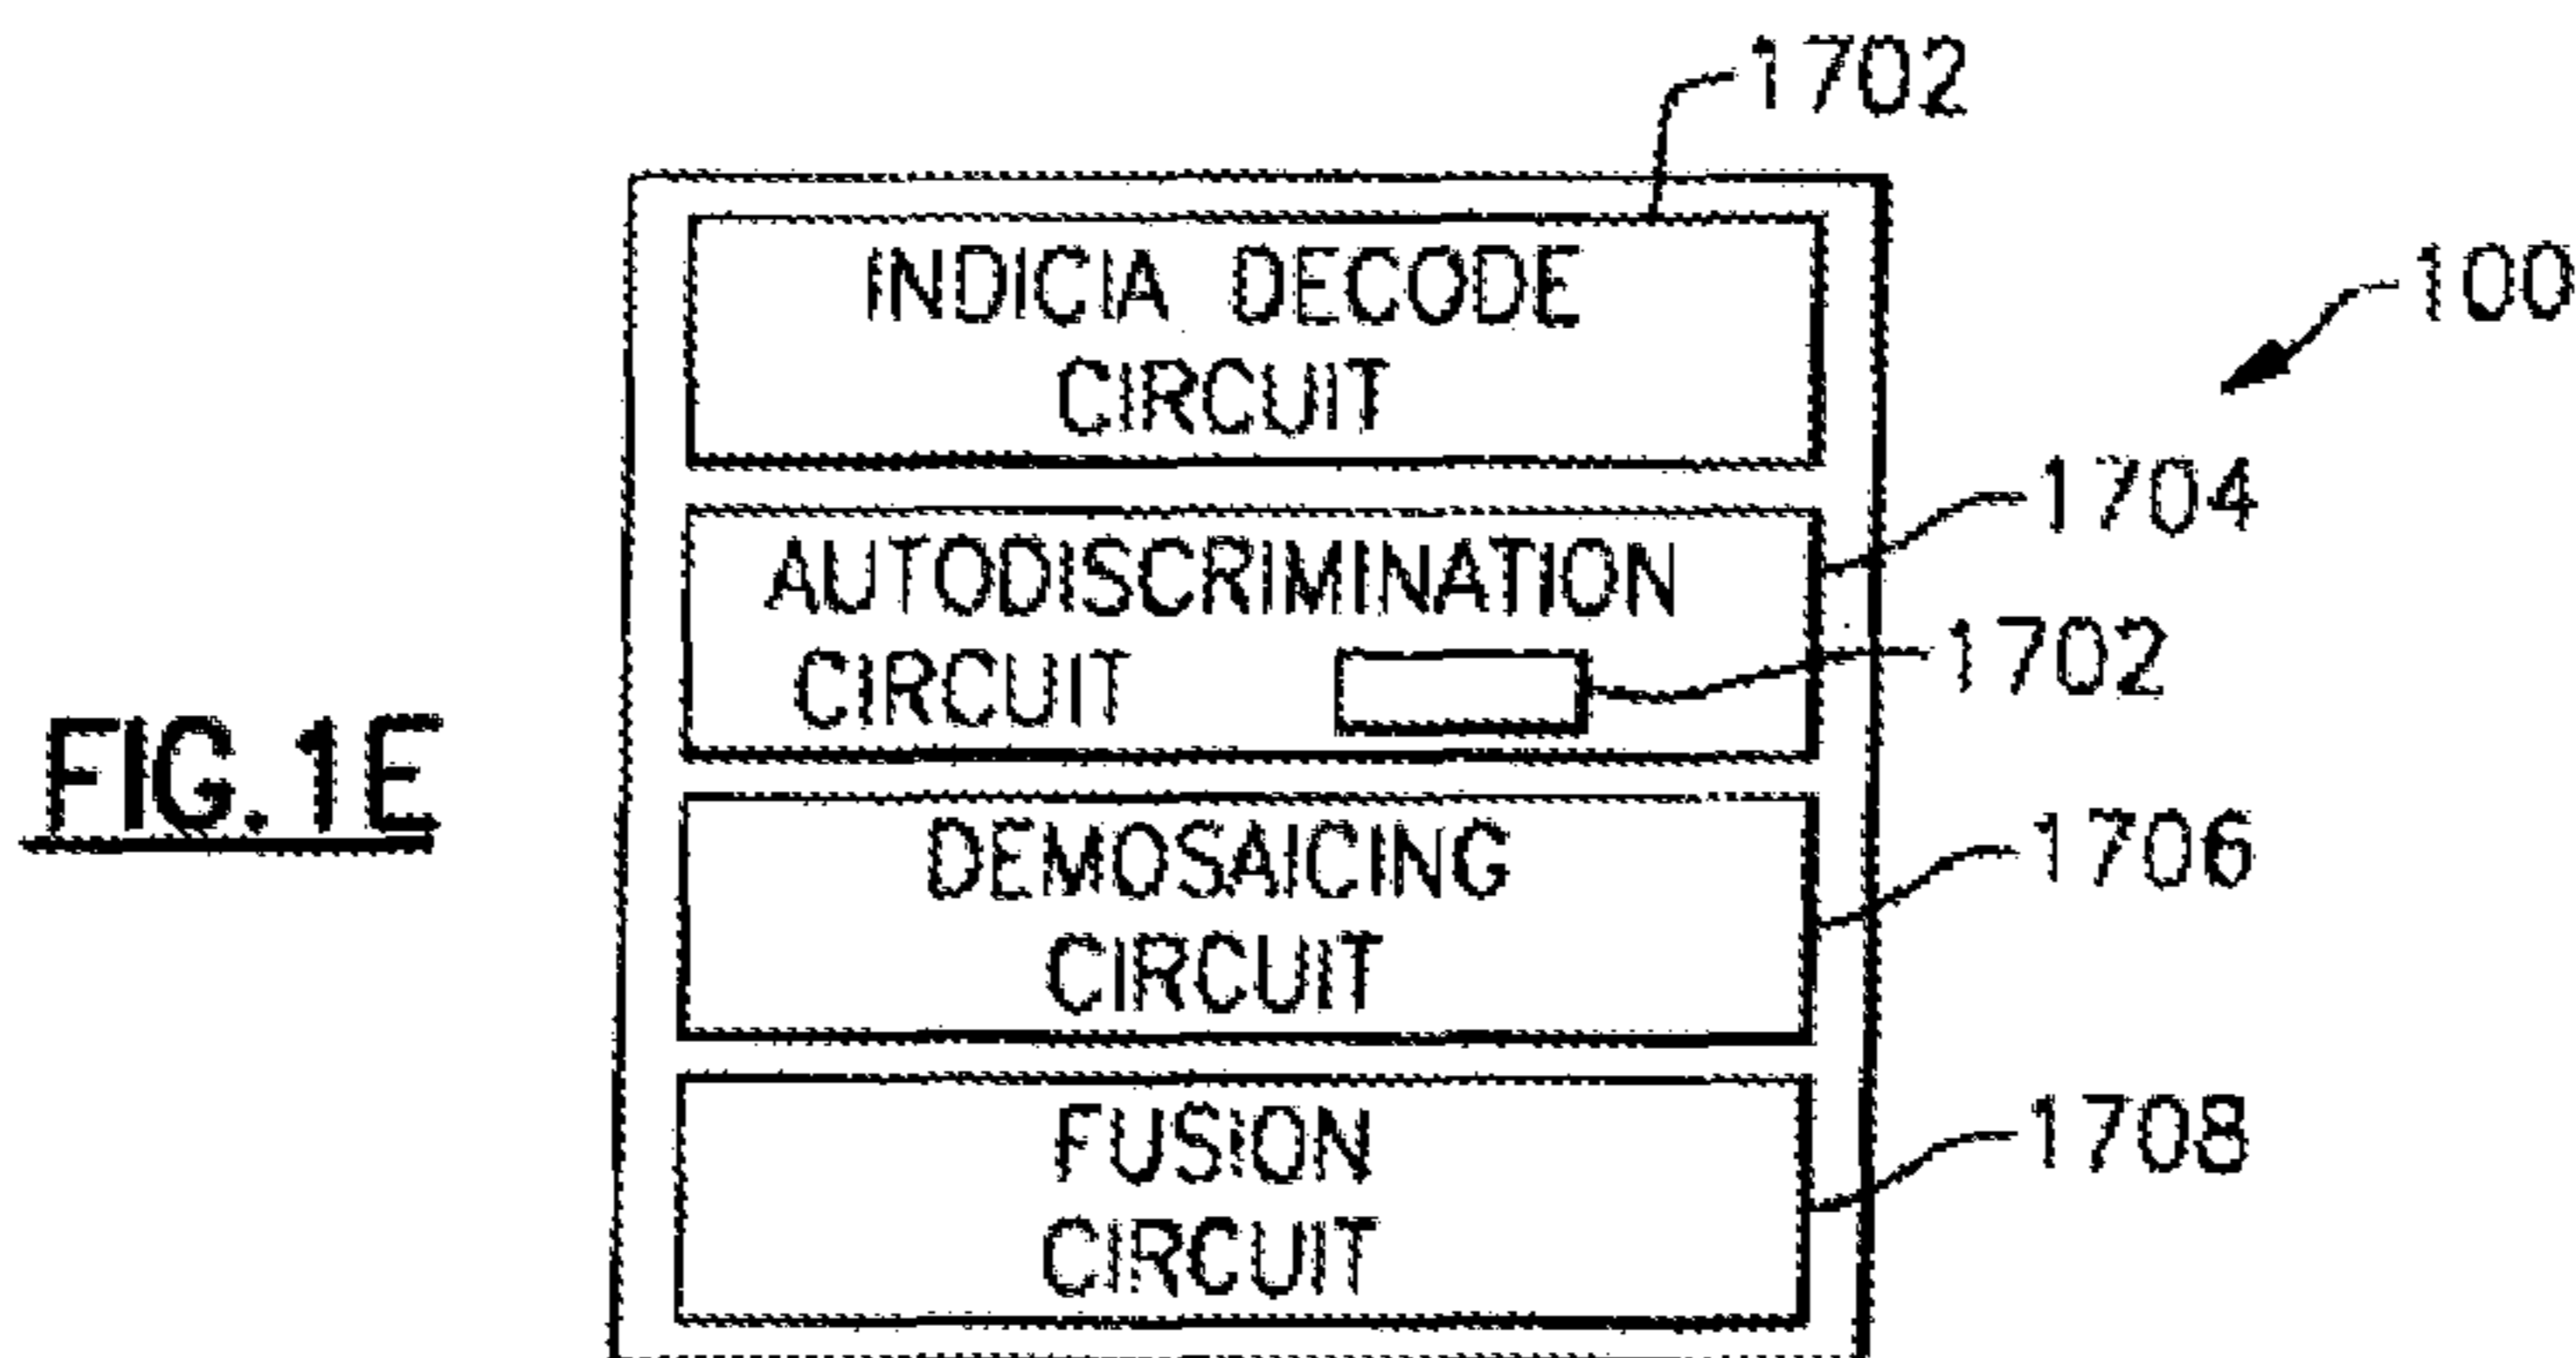 1702
INDICIA DECODE
CIRCUIT
100
1704
AUTODISCRIMINATION
CIRCUIT
1702
FIG.1E
DEMOSAICING
CIRCUIT
1706
FUSION
CIRCUIT
1708